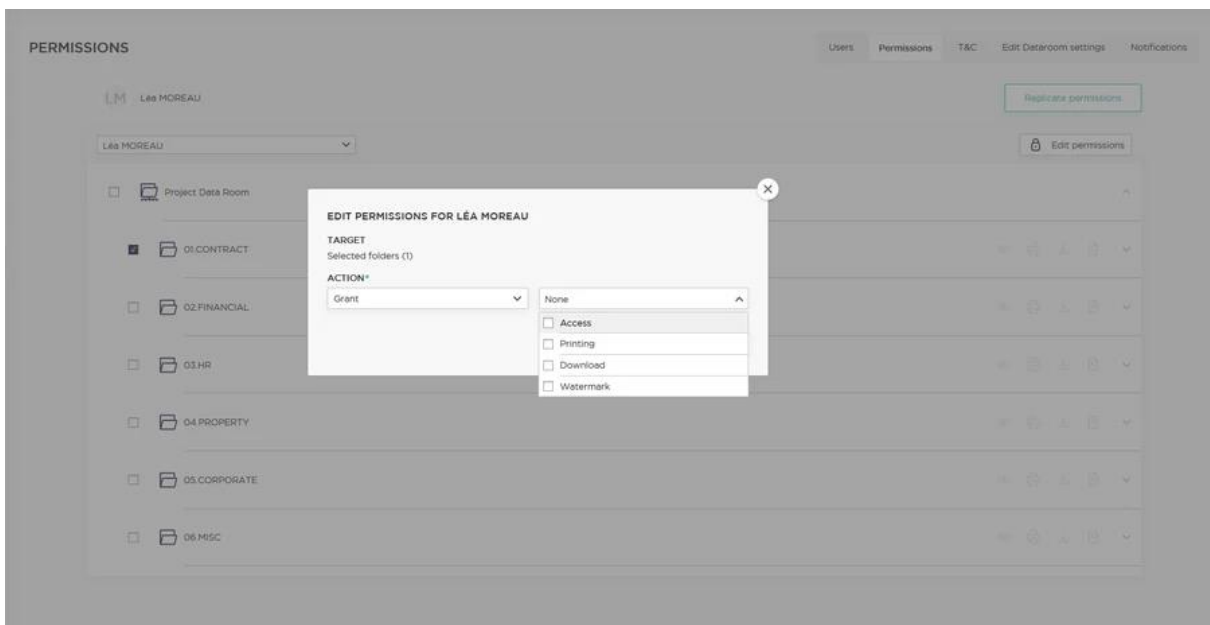 PERMISSIONS
Users Permissions T&C Edit Dataroom settings Notifications
LM Léa MOREAU
Replicate permissions
Léa MOREAU
Edit permissions
Project Data Room
EDIT PERMISSIONS FOR LÉA MOREAU
TARGET
Selected folders (1)
ACTION*
Grant None
Access
Printing
Download
Watermark
01.CONTRACT
02.FINANCIAL
03.HR
04.PROPERTY
05.CORPORATE
06.MISC